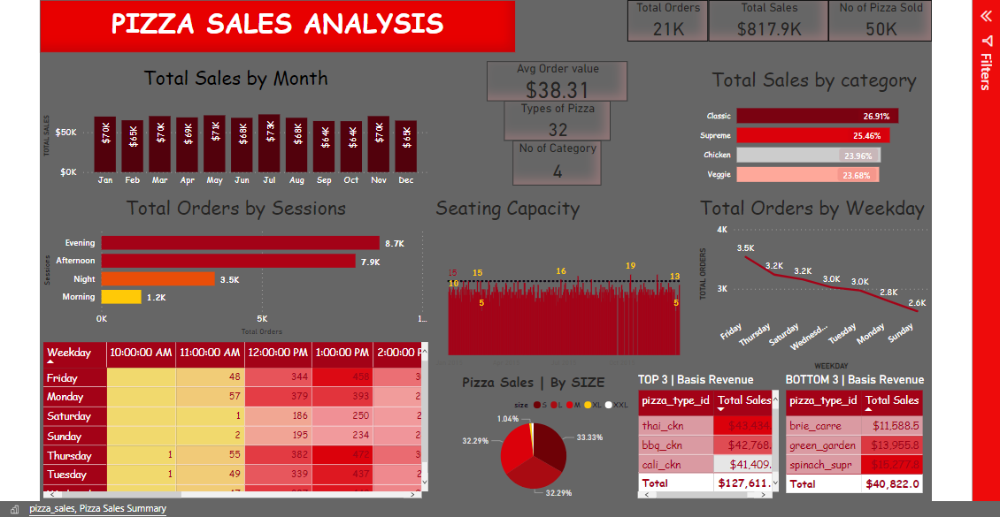 PIZZA SALES ANALYSIS
Total Orders
21K
Total Sales
$817.9K
No of Pizza Sold
50K
Filters
Total Sales by Month
TOTAL SALES
$50K
$0K
$70K $65K $70K $69K $71K $68K $73K $68K $64K $64K $70K $65K
Jan Feb Mar Apr May Jun Jul Aug Sep Oct Nov Dec
Avg Order value
$38.31
Types of Pizza
32
No of Category
4
Total Sales by category
Classic 26.91%
Supreme 25.46%
Chicken 23.96%
Veggie 23.68%
Total Orders by Sessions
Sessions
Evening 8.7K
Afternoon 7.9K
Night 3.5K
Morning 1.2K
0K 5K 1...
Total Orders
Seating Capacity
15 15 16 19 13
10 5 5
Total Orders by Weekday
TOTAL ORDERS
4K
3K
3.5K 3.2K 3.2K 3.0K 3.0K 2.8K 2.6K
Friday Thursday Saturday Wednesd... Tuesday Monday Sunday
WEEKDAY
Weekday 10:00:00 AM 11:00:00 AM 12:00:00 PM 1:00:00 PM 2:00:00 P
Friday 48 344 458 3
Monday 57 379 393 2
Saturday 1 186 250 2
Sunday 2 195 234 2
Thursday 1 55 382 472 3
Tuesday 1 49 339 437 2
Pizza Sales | By SIZE
size S L M XL XXL
1.04%
32.29%
33.33%
32.29%
TOP 3 | Basis Revenue
pizza_type_id Total Sales
thai_ckn $43,434
bbq_ckn $42,768.
cali_ckn $41,409.
Total $127,611.
BOTTOM 3 | Basis Revenue
pizza_type_id Total Sales
brie_carre $11,588.5
green_garden $13,955.8
spinach_supr $15,277.8
Total $40,822.0
pizza_sales, Pizza Sales Summary